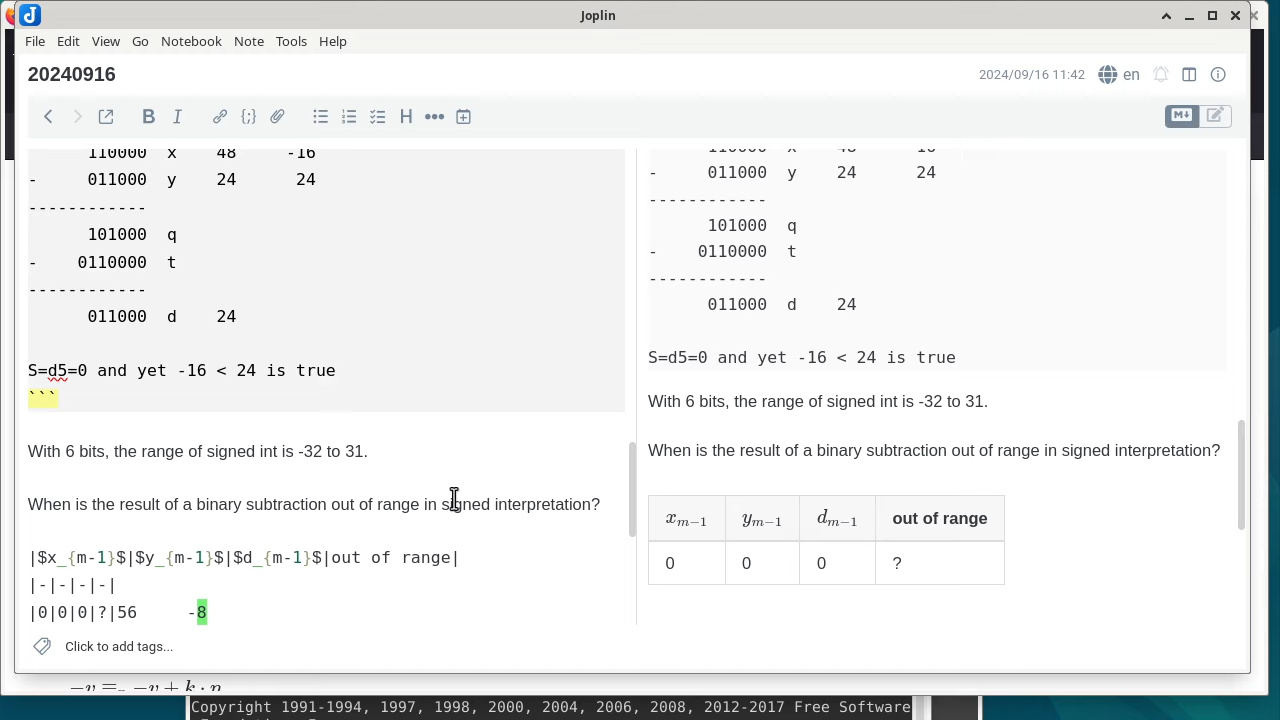 Joplin
File Edit View Go Notebook Note Tools Help
20240916
2024/09/16 11:42 en
110000 x 48 -16
- 011000 y 24 24
------------
101000 q
- 0110000 t
------------
011000 d 24
S=d5=0 and yet -16 < 24 is true
```
With 6 bits, the range of signed int is -32 to 31.
When is the result of a binary subtraction out of range in signed interpretation?
|$x_{m-1}$|$y_{m-1}$|$d_{m-1}$|out of range|
|-|-|-|-|
|0|0|0|?|56 -8
- 011000 y 24 24
------------
101000 q
- 0110000 t
------------
011000 d 24
S=d5=0 and yet -16 < 24 is true
With 6 bits, the range of signed int is -32 to 31.
When is the result of a binary subtraction out of range in signed interpretation?
x_{m-1} y_{m-1} d_{m-1} out of range
0 0 0 ?
Click to add tags...
Copyright 1991-1994, 1997, 1998, 2000, 2004, 2006, 2008, 2012-2017 Free Software